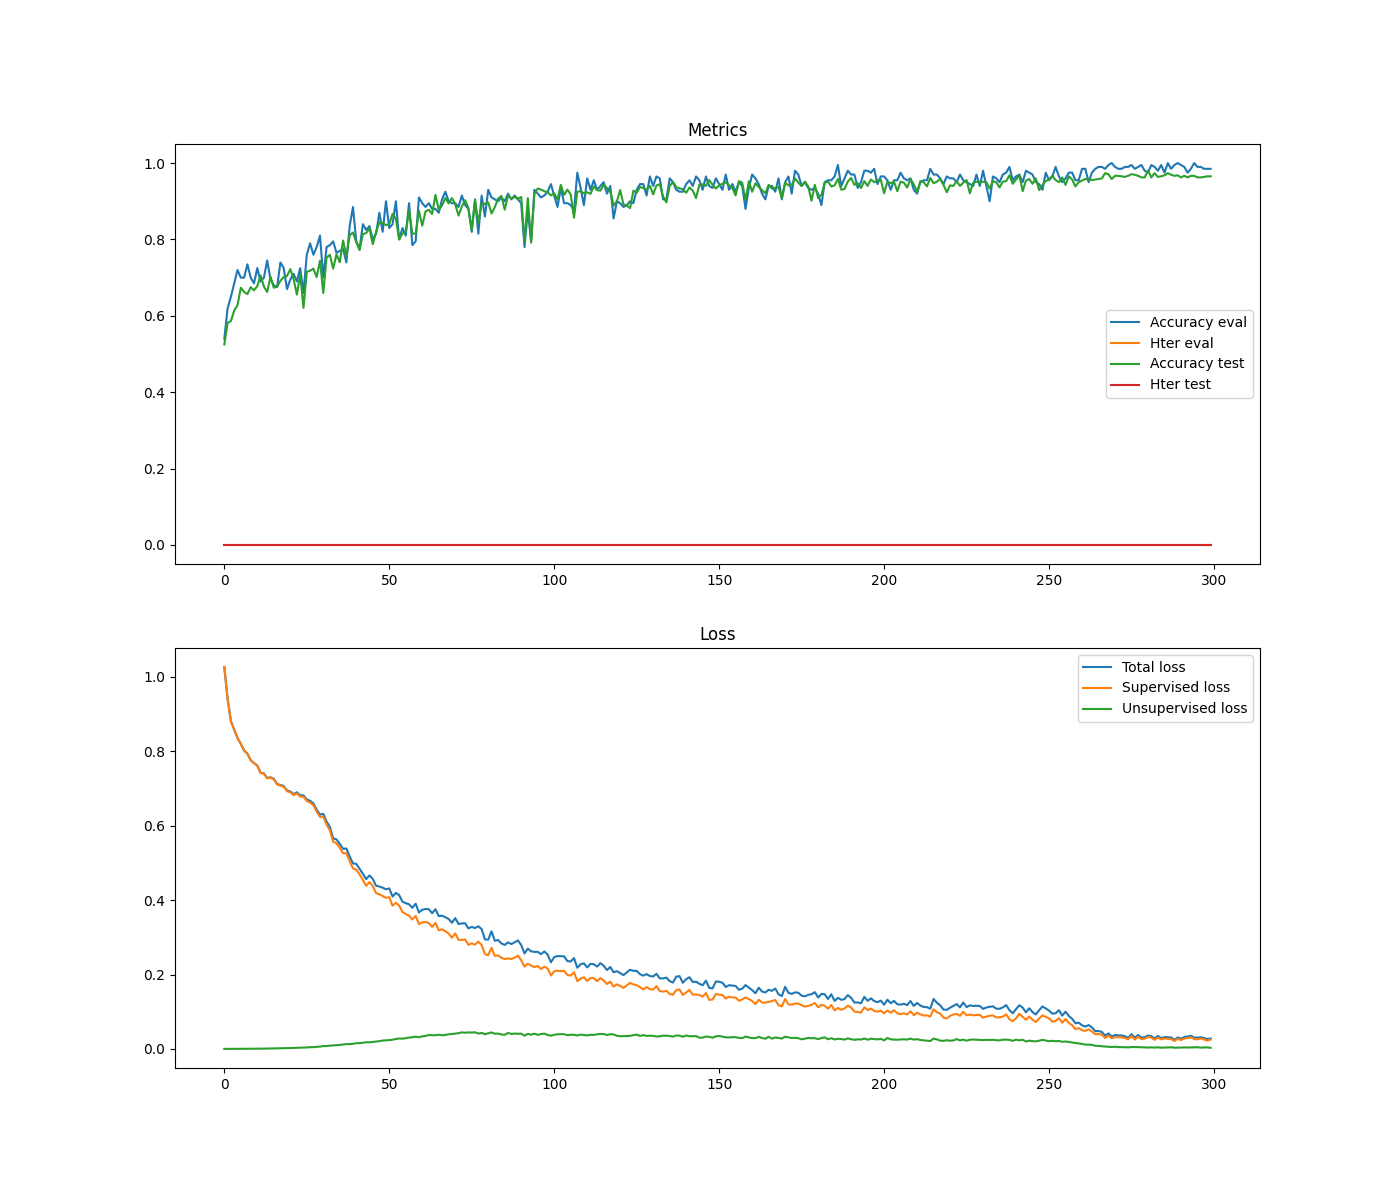 Metrics
1.0
0.8
0.6
0.4
0.2
0.0
Accuracy eval
Hter eval
Accuracy test
Hter test
0 50 100 150 200 250 300
Loss
1.0
0.8
0.6
0.4
0.2
0.0
Total loss
Supervised loss
Unsupervised loss
0 50 100 150 200 250 300